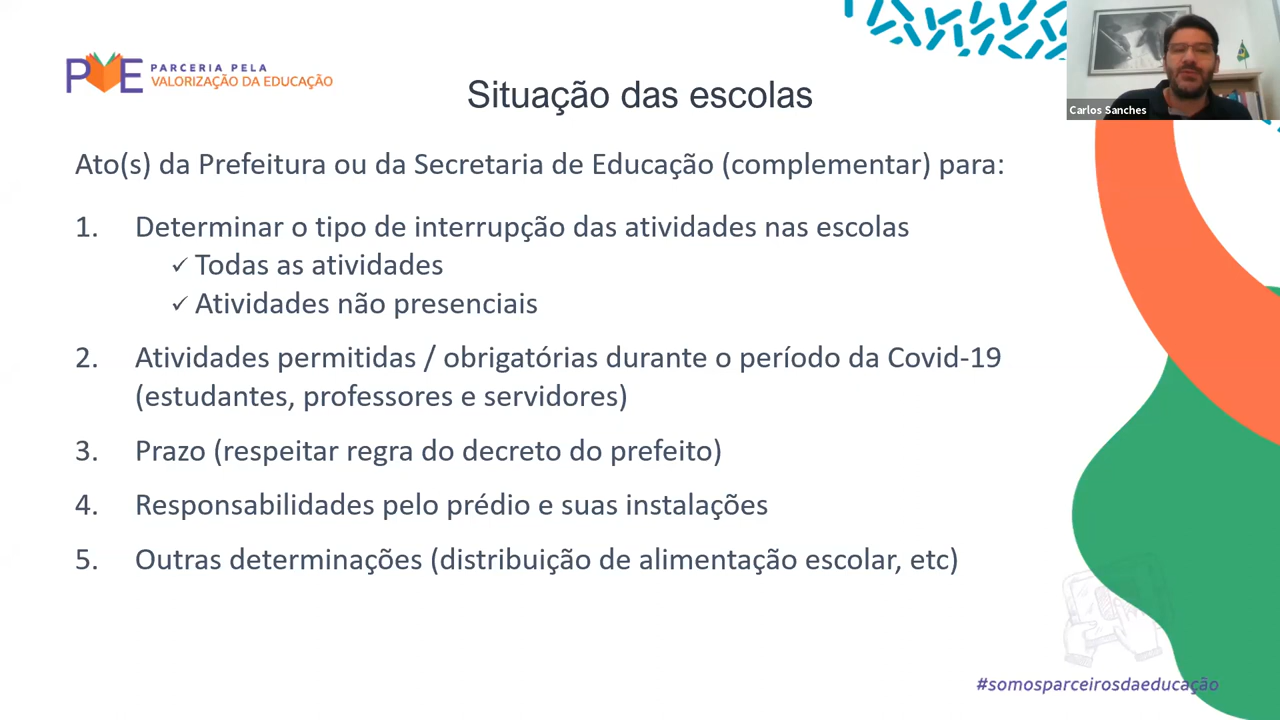 PVE PARCERIA PELA
VALORIZAÇÃO DA EDUCAÇÃO
Carlos Sanches
Situação das escolas
Ato(s) da Prefeitura ou da Secretaria de Educação (complementar) para:
1. Determinar o tipo de interrupção das atividades nas escolas
✓ Todas as atividades
✓ Atividades não presenciais
2. Atividades permitidas / obrigatórias durante o período da Covid-19
(estudantes, professores e servidores)
3. Prazo (respeitar regra do decreto do prefeito)
4. Responsabilidades pelo prédio e suas instalações
5. Outras determinações (distribuição de alimentação escolar, etc)
#somosparceirosdaeducação